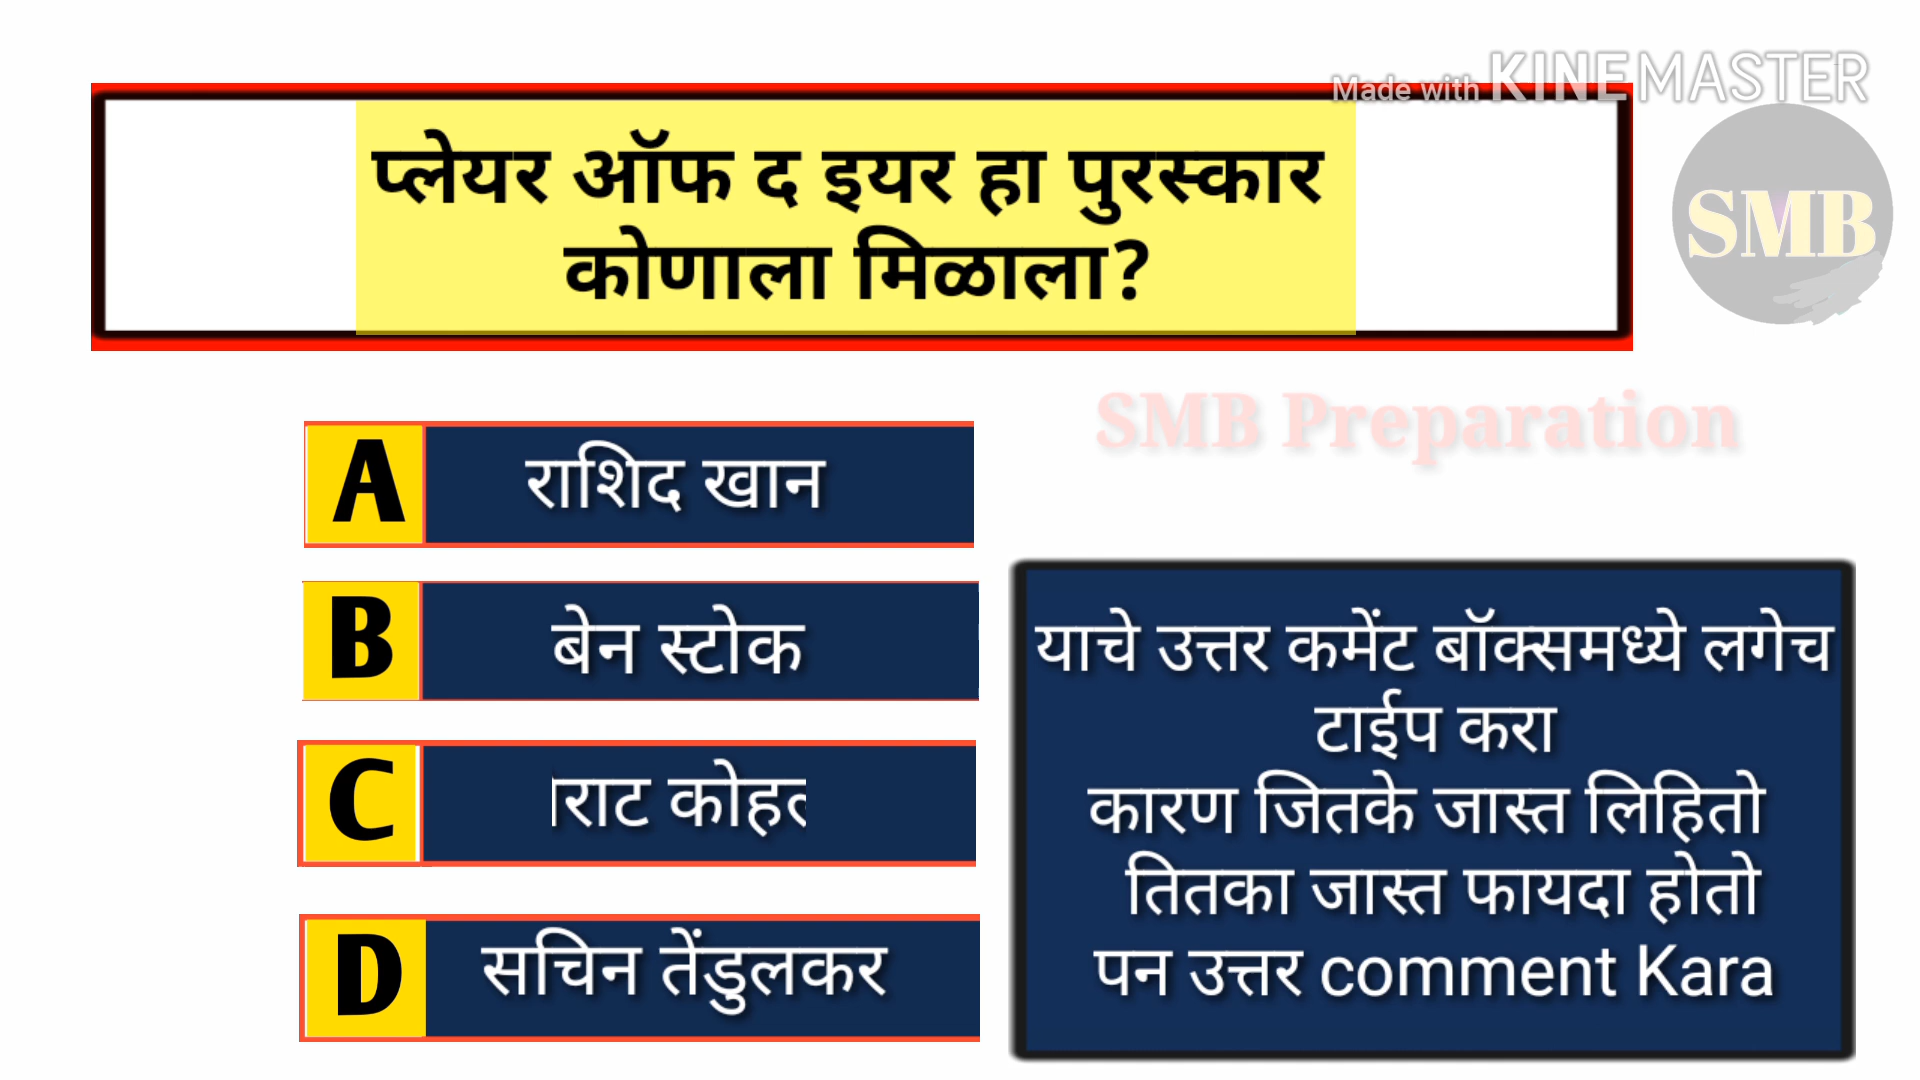 Made with KINEMASTER
प्लेयर ऑफ द इयर हा पुरस्कार
कोणाला मिळाला?
SMB
SMB Preparation
A राशिद खान
B बेन स्टोक
C
D सचिन तेंडुलकर
याचे उत्तर कमेंट बॉक्समध्ये लगेच
टाईप करा
कारण जितके जास्त लिहितो
तितका जास्त फायदा होतो
पन उत्तर comment Kara